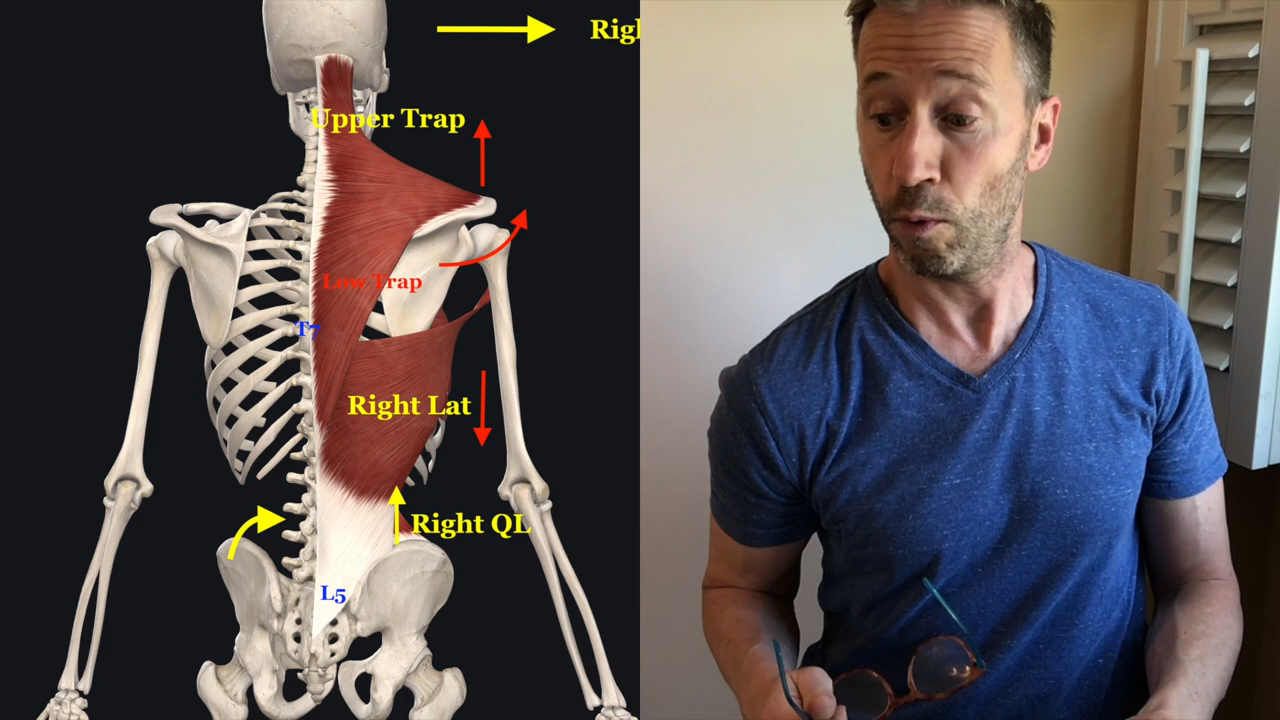 Upper Trap
Low Trap
T7
Right Lat
Right QL
L5